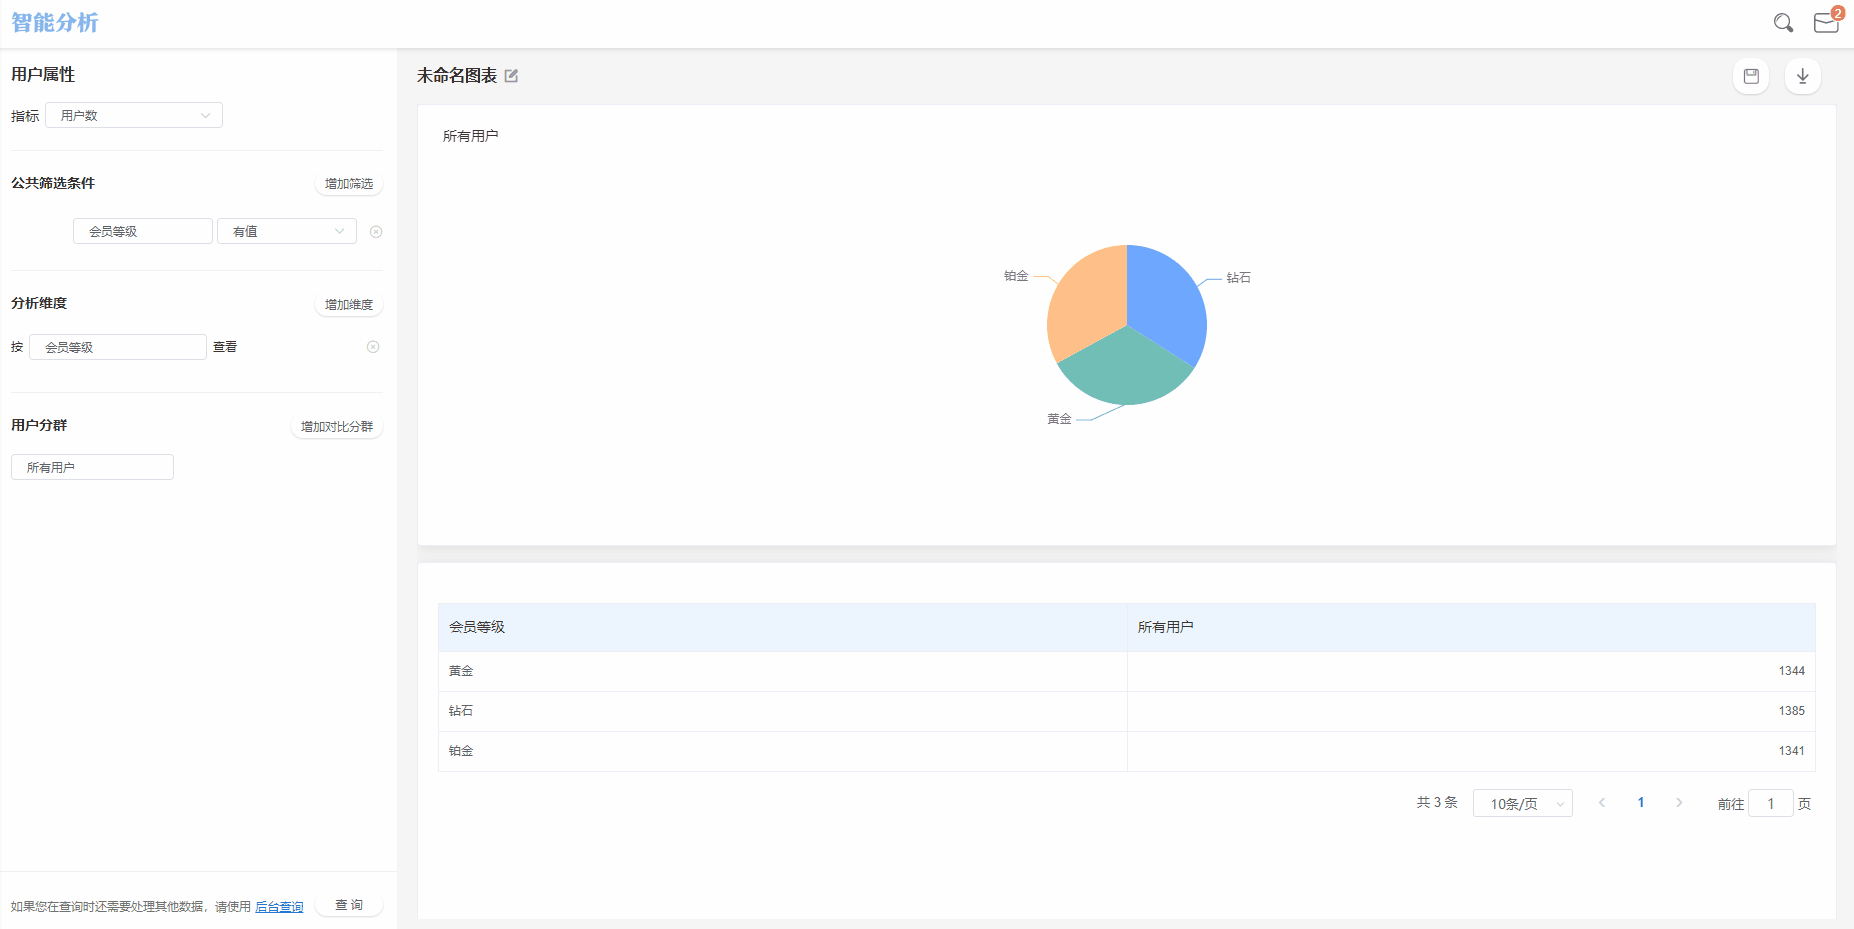 智能分析
2
用户属性
指标 用户数
公共筛选条件 增加筛选
会员等级 有值
分析维度 增加维度
按 会员等级 查看
用户分群 增加对比分群
所有用户
如果您在查询时还需要处理其他数据，请使用 后台查询 查 询
未命名图表
所有用户
铂金
钻石
黄金
会员等级 所有用户
黄金 1344
钻石 1385
铂金 1341
共 3 条 10条/页 1 前往 1 页